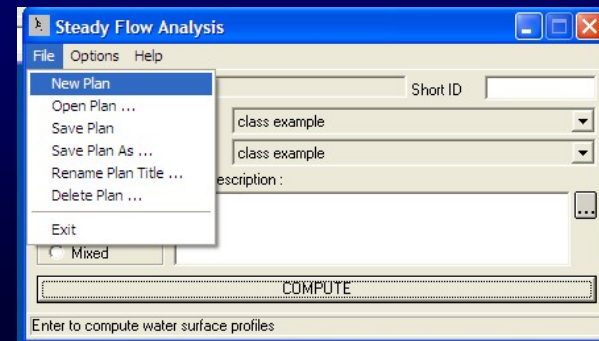 Steady Flow Analysis
File Options Help
New Plan
Short ID
Open Plan ...
class example
Save Plan
Save Plan As ...
class example
Rename Plan Title ...
escription :
Delete Plan ...
Exit
Mixed
...
COMPUTE
Enter to compute water surface profiles